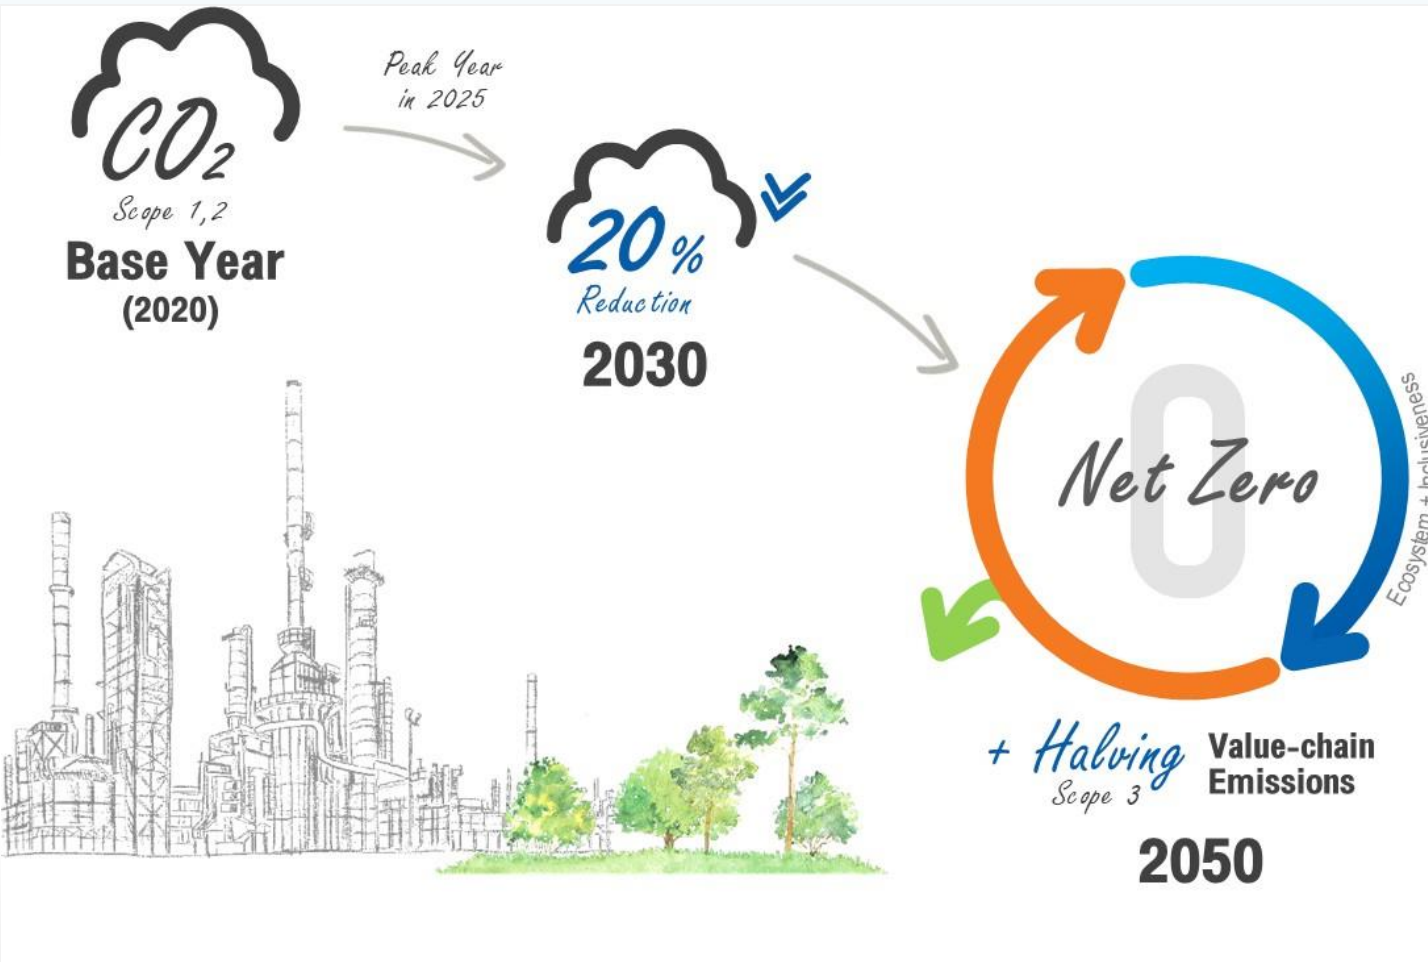 CO2
Scope 1,2
Base Year
(2020)
Peak Year
in 2025
20%
Reduction
2030
0
Net Zero
Ecosystem + Inclusiveness
+ Halving
Scope 3
Value-chain
Emissions
2050